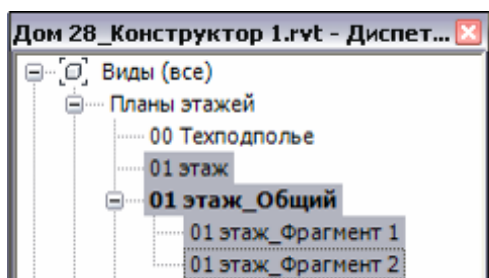 Дом 28_Конструктор 1.rvt - Диспет...
Виды (все)
Планы этажей
00 Техподполье
01 этаж
01 этаж_Общий
01 этаж_Фрагмент 1
01 этаж_Фрагмент 2